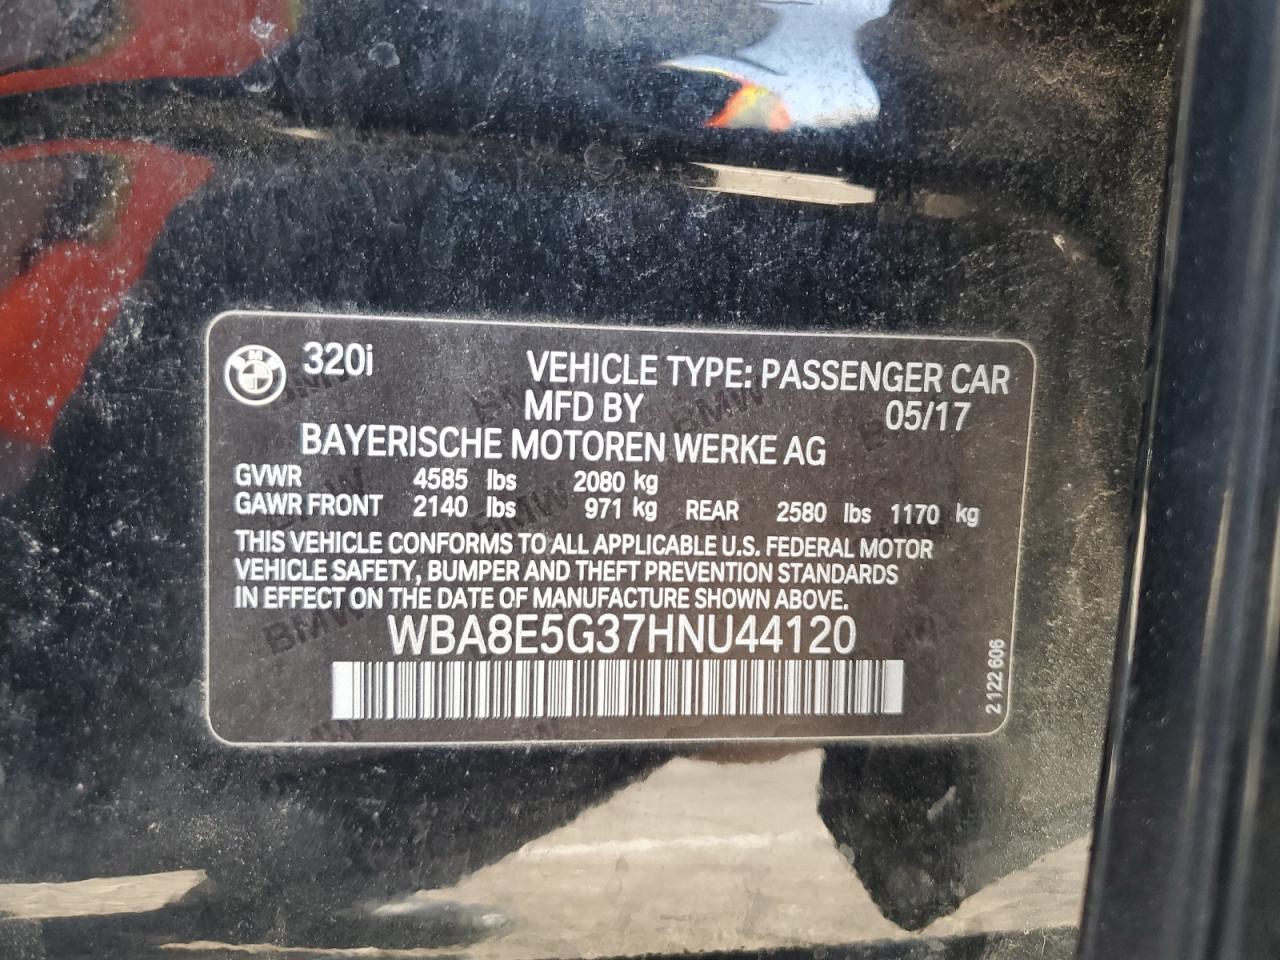 320i VEHICLE TYPE: PASSENGER CAR
MFD BY 05/17
BAYERISCHE MOTOREN WERKE AG
GVWR 4585 lbs 2080 kg
GAWR FRONT 2140 lbs 971 kg REAR 2580 lbs 1170 kg
THIS VEHICLE CONFORMS TO ALL APPLICABLE U.S. FEDERAL MOTOR
VEHICLE SAFETY, BUMPER AND THEFT PREVENTION STANDARDS
IN EFFECT ON THE DATE OF MANUFACTURE SHOWN ABOVE.
WBA8E5G37HNU44120
2 122 606